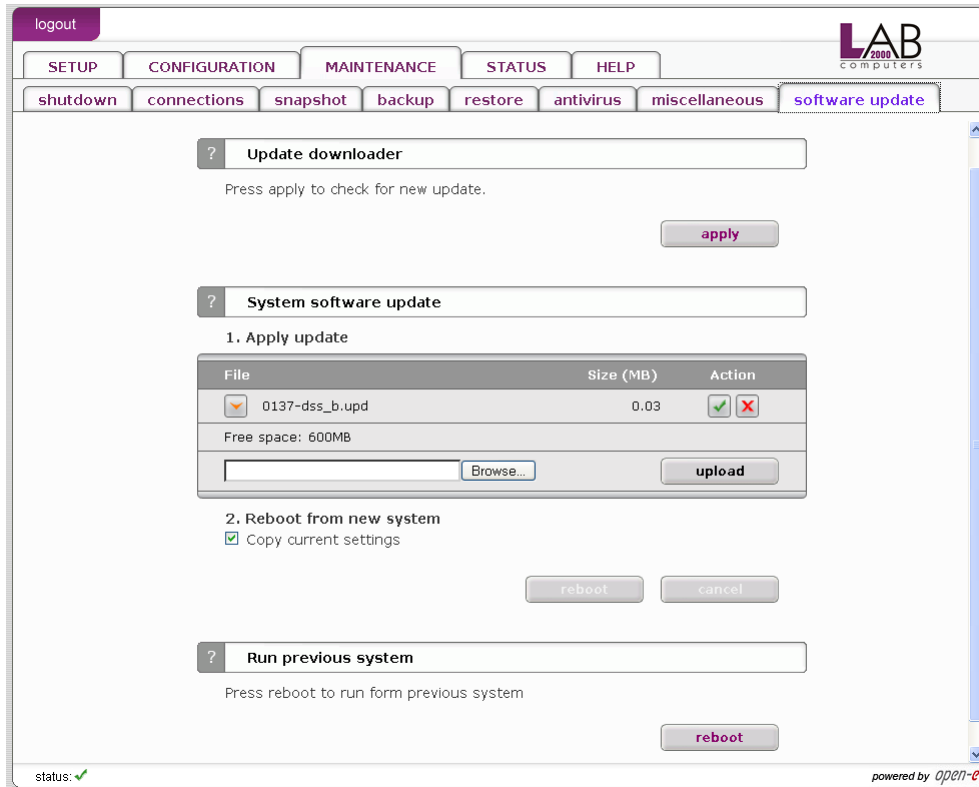 logout
LAB
2000
computers
SETUP CONFIGURATION MAINTENANCE STATUS HELP
shutdown connections snapshot backup restore antivirus miscellaneous software update
? Update downloader
Press apply to check for new update.
apply
? System software update
1. Apply update
File Size (MB) Action
0137-dss_b.upd 0.03
Free space: 600MB
Browse... upload
2. Reboot from new system
Copy current settings
reboot cancel
? Run previous system
Press reboot to run form previous system
reboot
status: powered by open-e